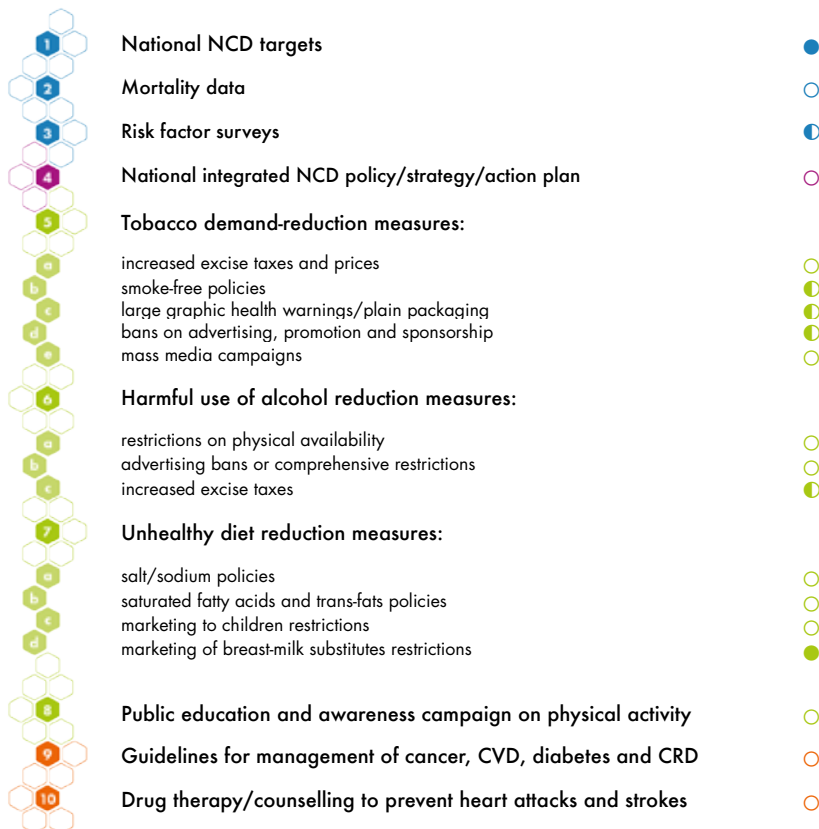 1 National NCD targets
2 Mortality data
3 Risk factor surveys
4 National integrated NCD policy/strategy/action plan
5 Tobacco demand-reduction measures:
a increased excise taxes and prices
b smoke-free policies
c large graphic health warnings/plain packaging
d bans on advertising, promotion and sponsorship
e mass media campaigns
6 Harmful use of alcohol reduction measures:
a restrictions on physical availability
b advertising bans or comprehensive restrictions
c increased excise taxes
7 Unhealthy diet reduction measures:
a salt/sodium policies
b saturated fatty acids and trans-fats policies
c marketing to children restrictions
d marketing of breast-milk substitutes restrictions
8 Public education and awareness campaign on physical activity
9 Guidelines for management of cancer, CVD, diabetes and CRD
10 Drug therapy/counselling to prevent heart attacks and strokes